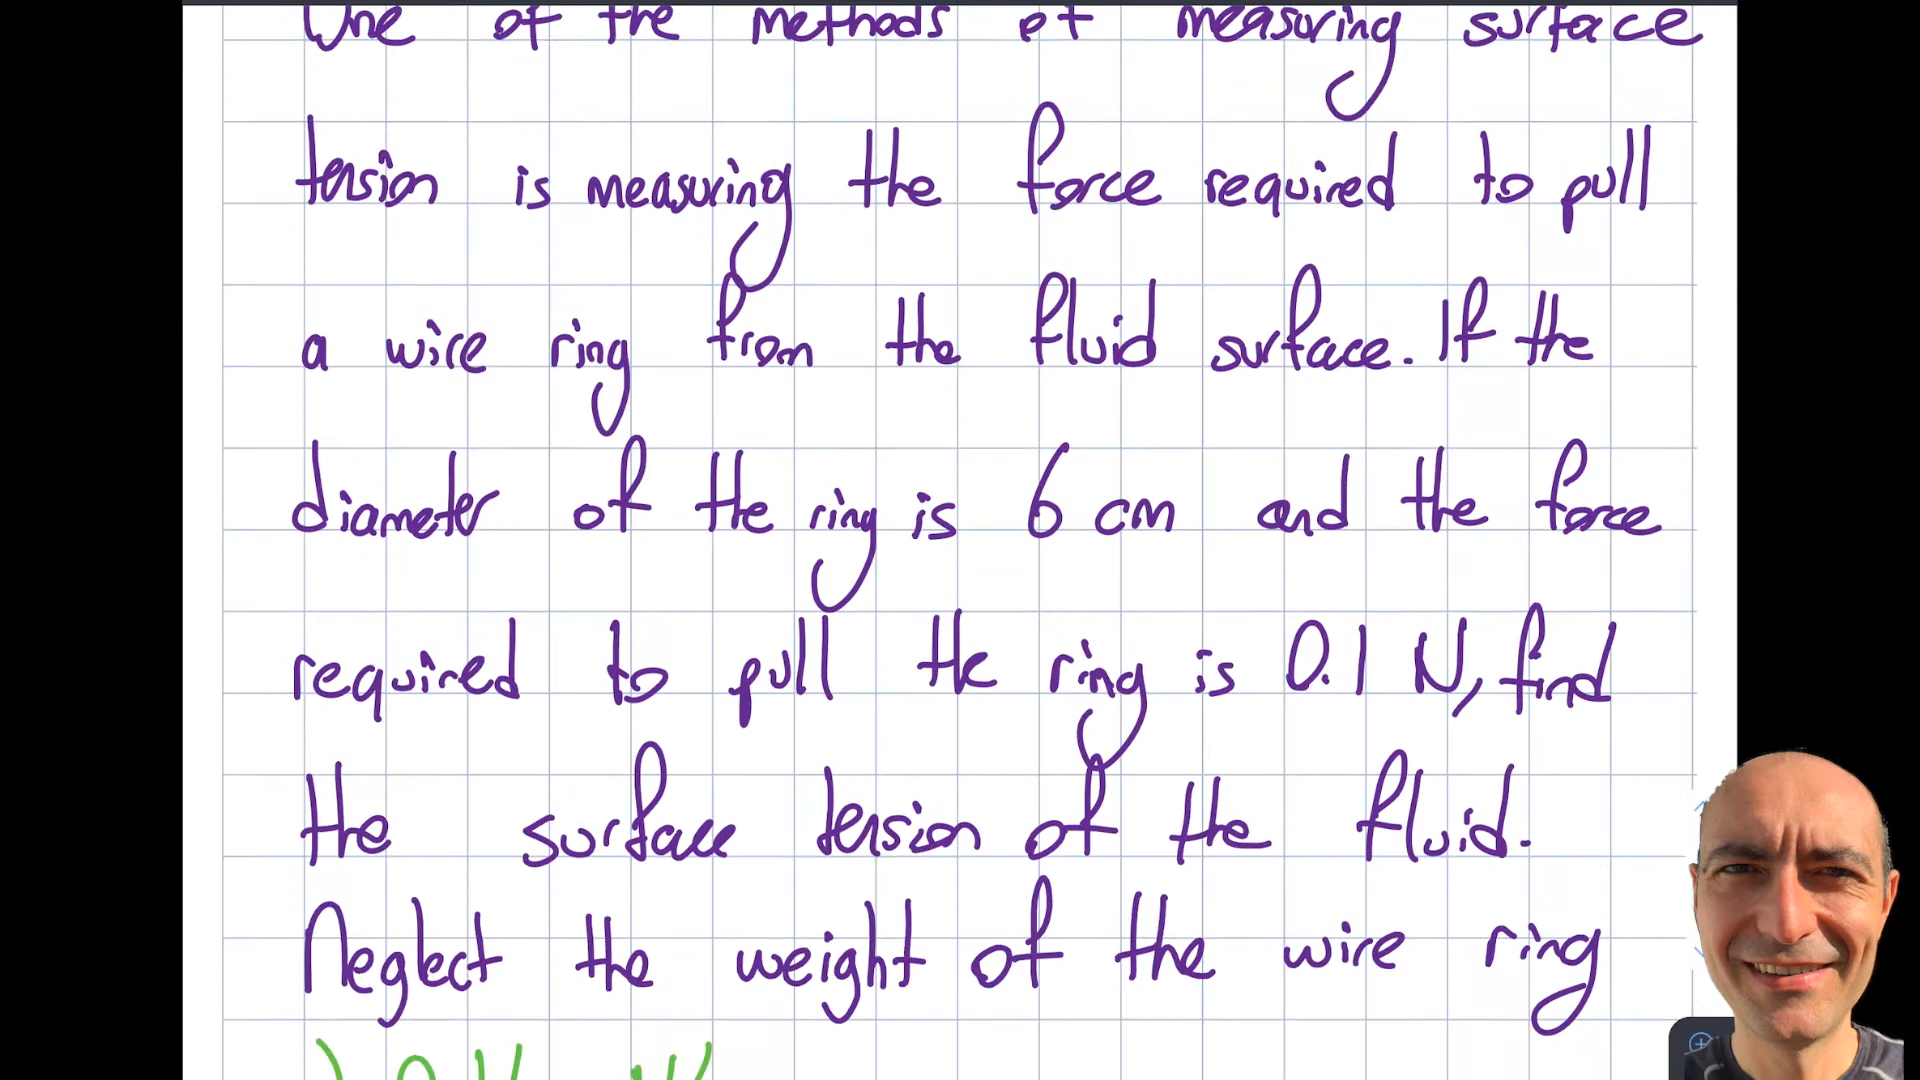 One of the methods of measuring surface
tension is measuring the force required to pull
a wire ring from the fluid surface. If the
diameter of the ring is 6 cm and the force
required to pull the ring is 0.1 N, find
the surface tension of the fluid.
Neglect the weight of the wire ring